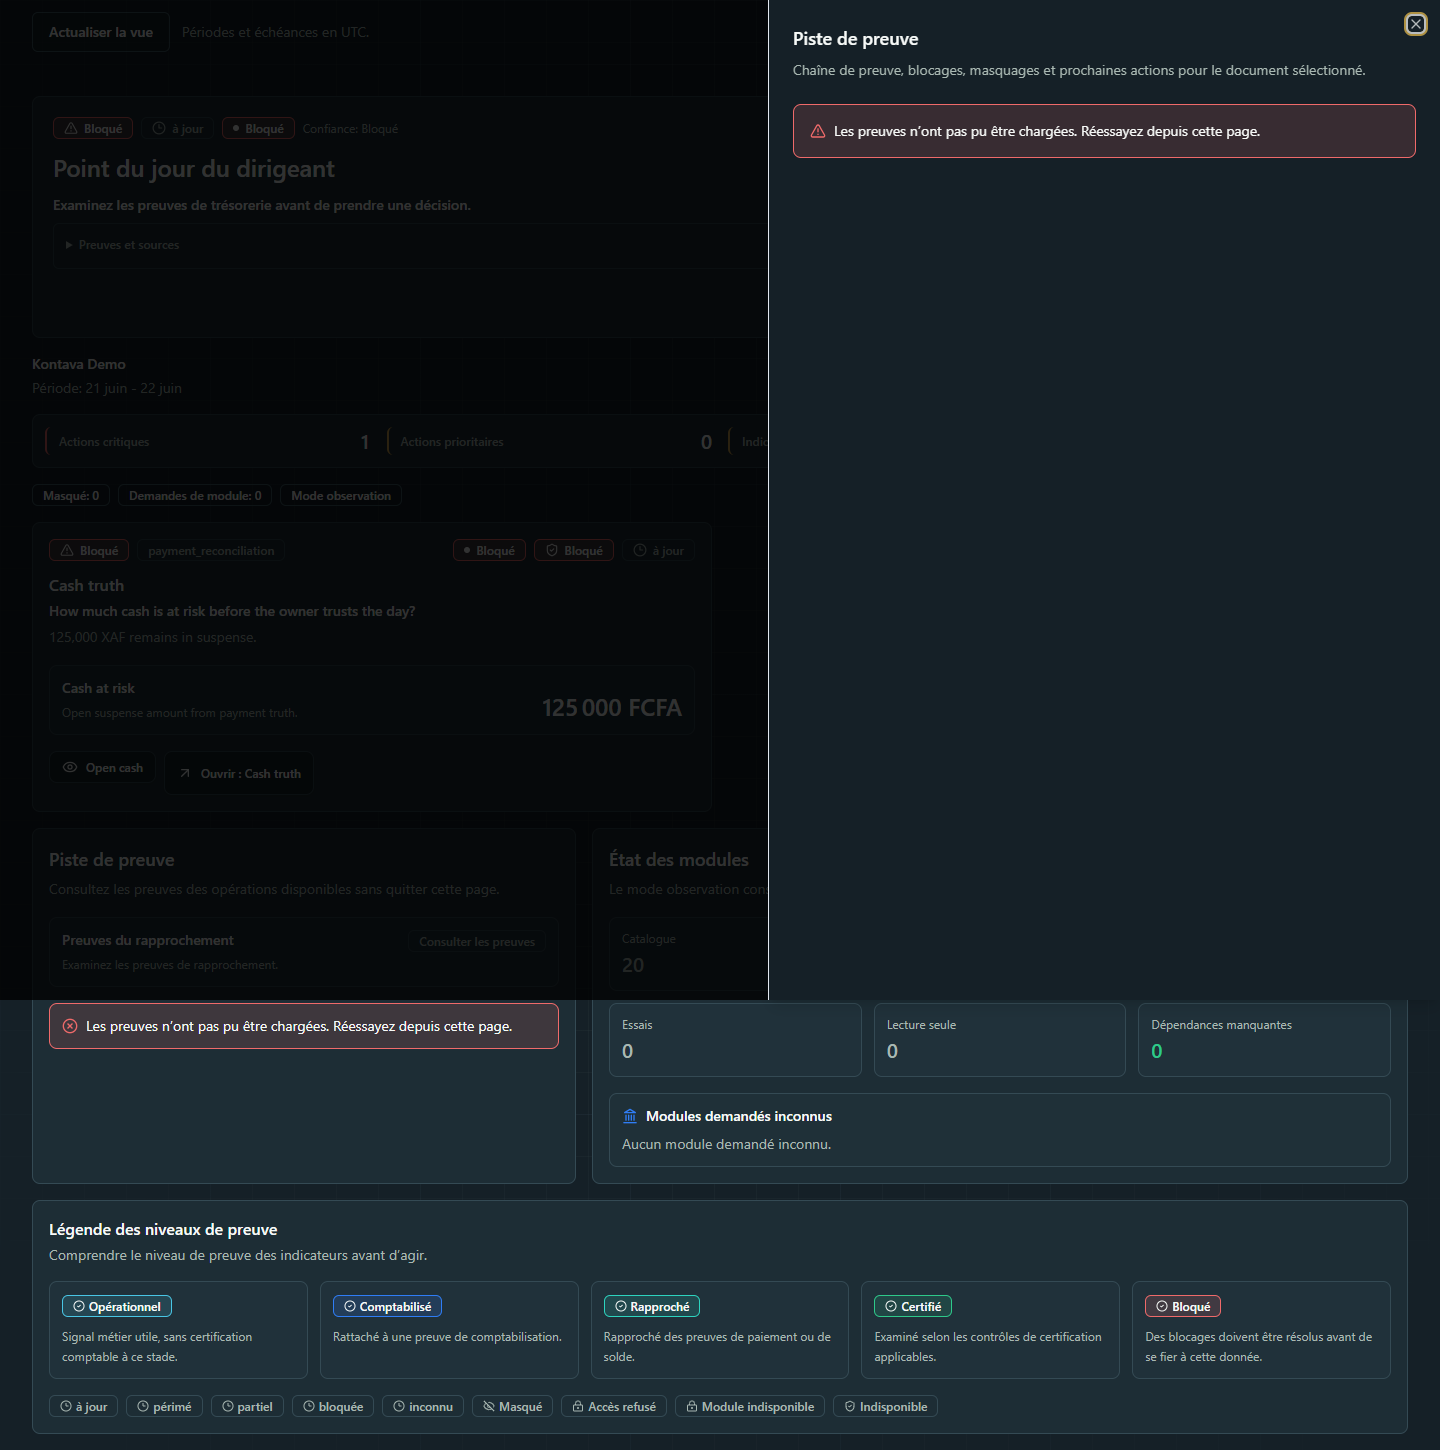 Actualiser la vue
Périodes et échéances en UTC.
Bloqué
à jour
Bloqué
Confiance: Bloqué
Point du jour du dirigeant
Examinez les preuves de trésorerie avant de prendre une décision.
Preuves et sources
Kontava Demo
Période: 21 juin - 22 juin
Actions critiques
1
Actions prioritaires
0
Indic
Masqué: 0
Demandes de module: 0
Mode observation
Bloqué
payment_reconciliation
Bloqué
Bloqué
à jour
Cash truth
How much cash is at risk before the owner trusts the day?
125,000 XAF remains in suspense.
Cash at risk
Open suspense amount from payment truth.
125 000 FCFA
Open cash
Ouvrir : Cash truth
Piste de preuve
Consultez les preuves des opérations disponibles sans quitter cette page.
Preuves du rapprochement
Examinez les preuves de rapprochement.
Consulter les preuves
Les preuves n’ont pas pu être chargées. Réessayez depuis cette page.
État des modules
Le mode observation cons
Catalogue
20
Essais
0
Lecture seule
0
Dépendances manquantes
0
Modules demandés inconnus
Aucun module demandé inconnu.
Piste de preuve
Chaîne de preuve, blocages, masquages et prochaines actions pour le document sélectionné.
Les preuves n’ont pas pu être chargées. Réessayez depuis cette page.
Légende des niveaux de preuve
Comprendre le niveau de preuve des indicateurs avant d’agir.
Opérationnel
Signal métier utile, sans certification
comptable à ce stade.
Comptabilisé
Rattaché à une preuve de comptabilisation.
Rapproché
Rapproché des preuves de paiement ou de
solde.
Certifié
Examiné selon les contrôles de certification
applicables.
Bloqué
Des blocages doivent être résolus avant de
se fier à cette donnée.
à jour
périmé
partiel
bloquée
inconnu
Masqué
Accès refusé
Module indisponible
Indisponible